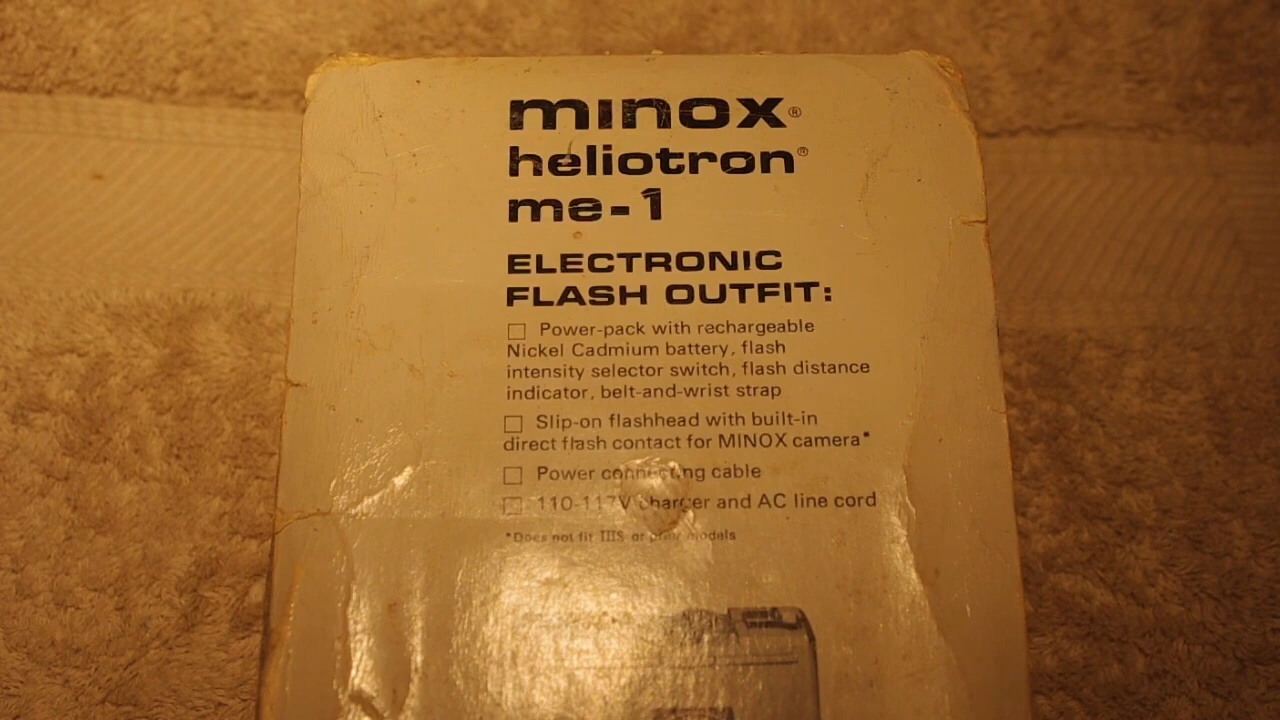 minox®
heliotron®
me-1
ELECTRONIC
FLASH OUTFIT:
☐ Power-pack with rechargeable
Nickel Cadmium battery, flash
intensity selector switch, flash distance
indicator, belt-and-wrist strap
☐ Slip-on flashhead with built-in
direct flash contact for MINOX camera*
☐ Power connecting cable
☐ 110-117V charger and AC line cord
*Does not fit IIIS or prior models